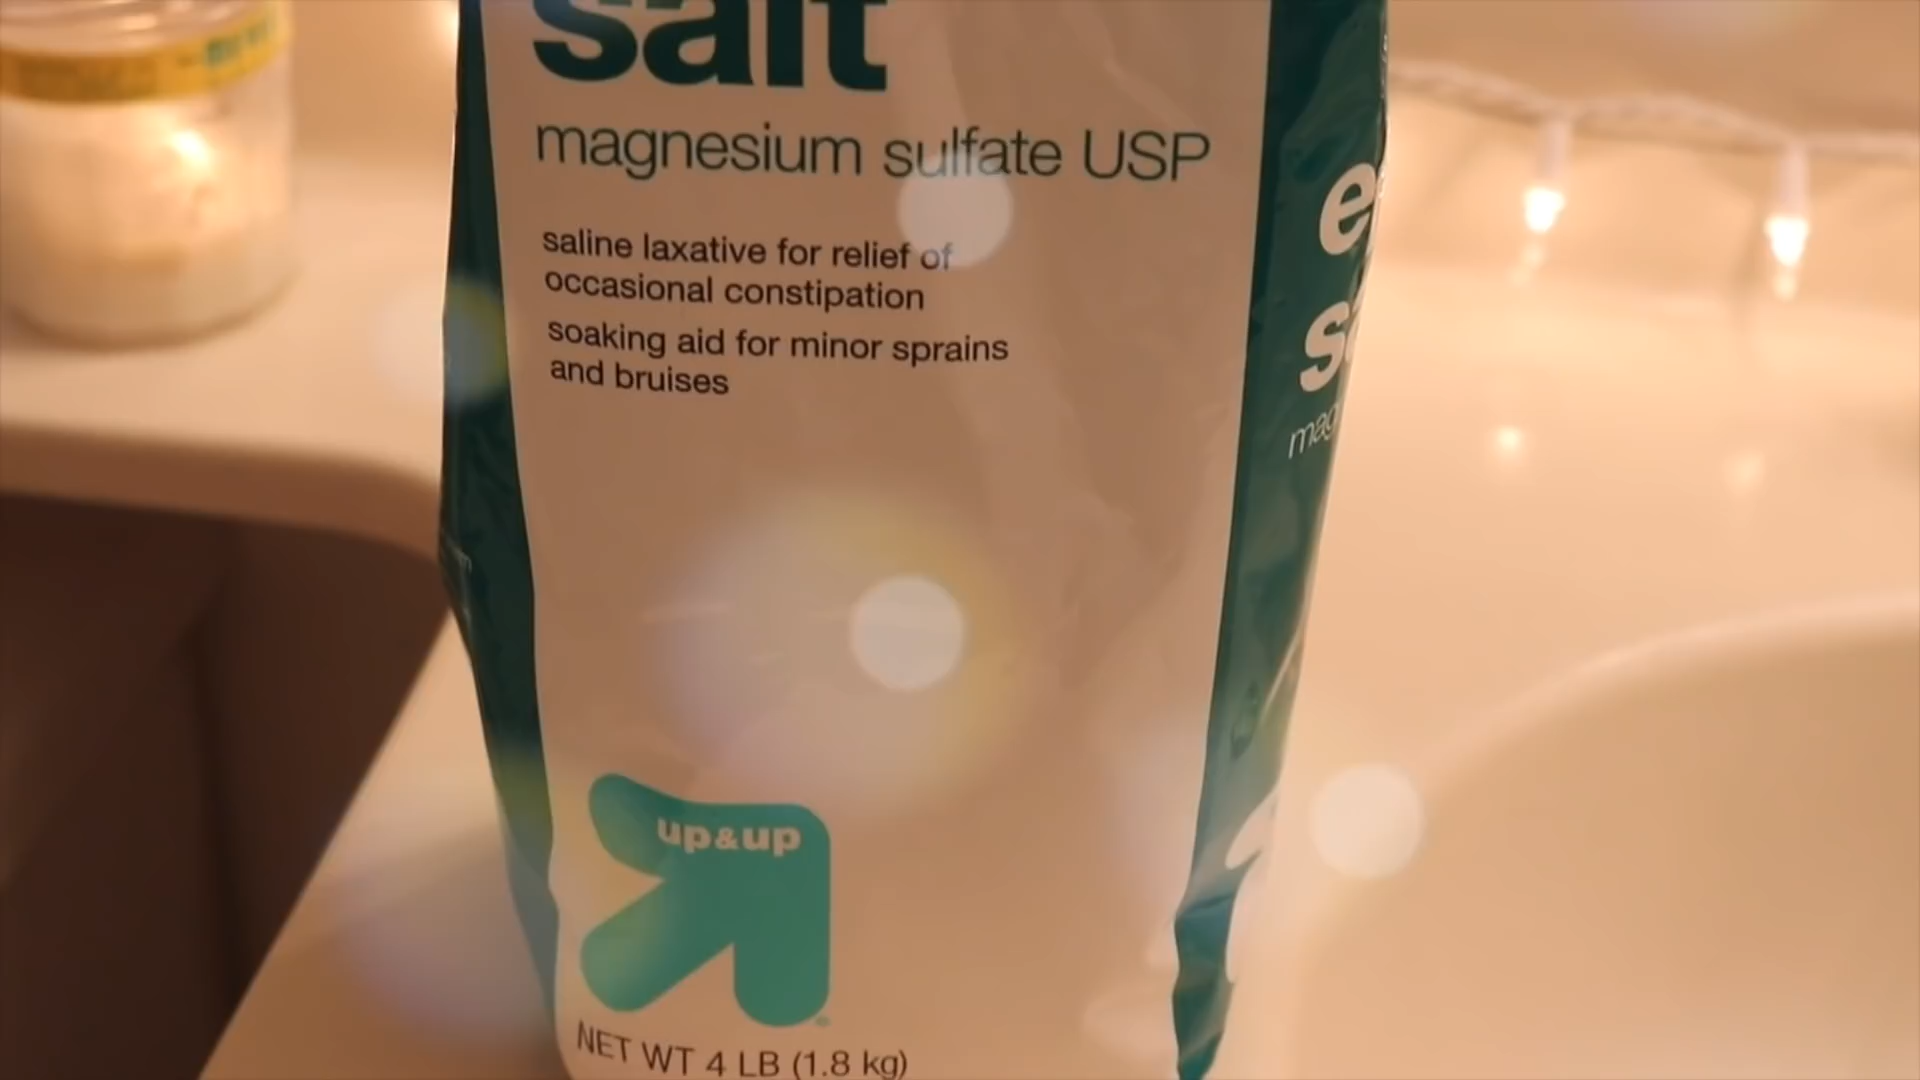 salt
magnesium sulfate USP
saline laxative for relief of
occasional constipation
soaking aid for minor sprains
and bruises
up&up
NET WT 4 LB (1.8 kg)